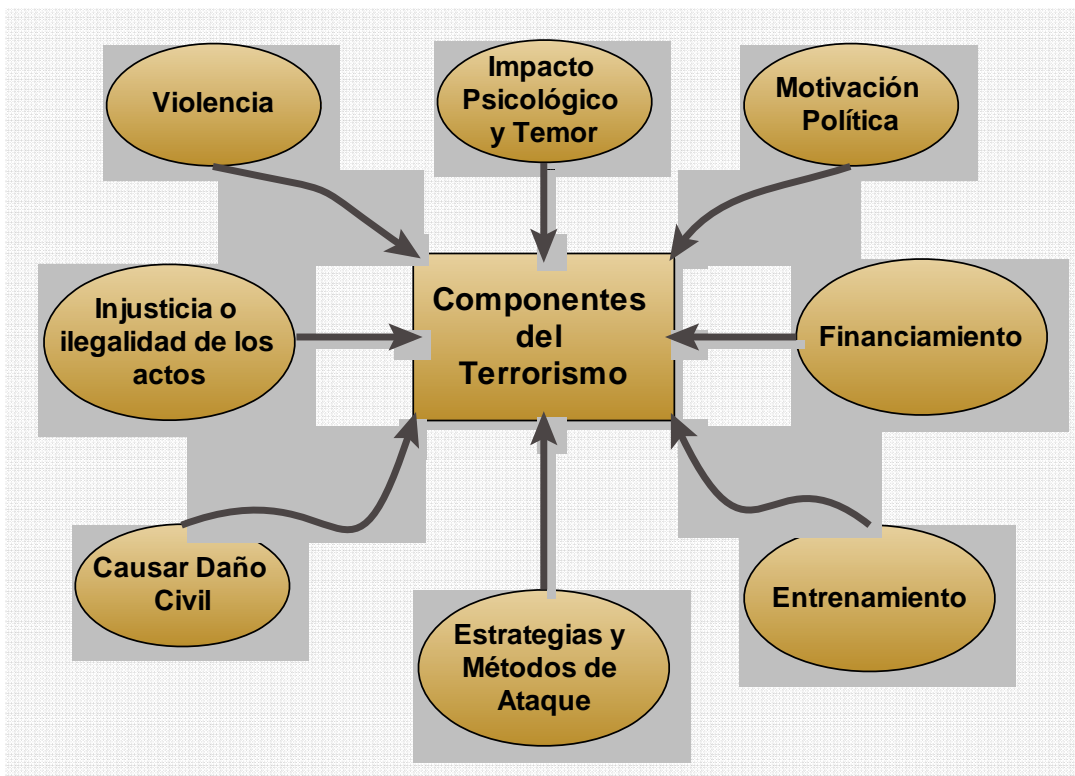 Violencia
Impacto
Psicológico
y Temor
Motivación
Política
Injusticia o
ilegalidad de los
actos
Componentes
del
Terrorismo
Financiamiento
Causar Daño
Civil
Estrategias y
Métodos de
Ataque
Entrenamiento